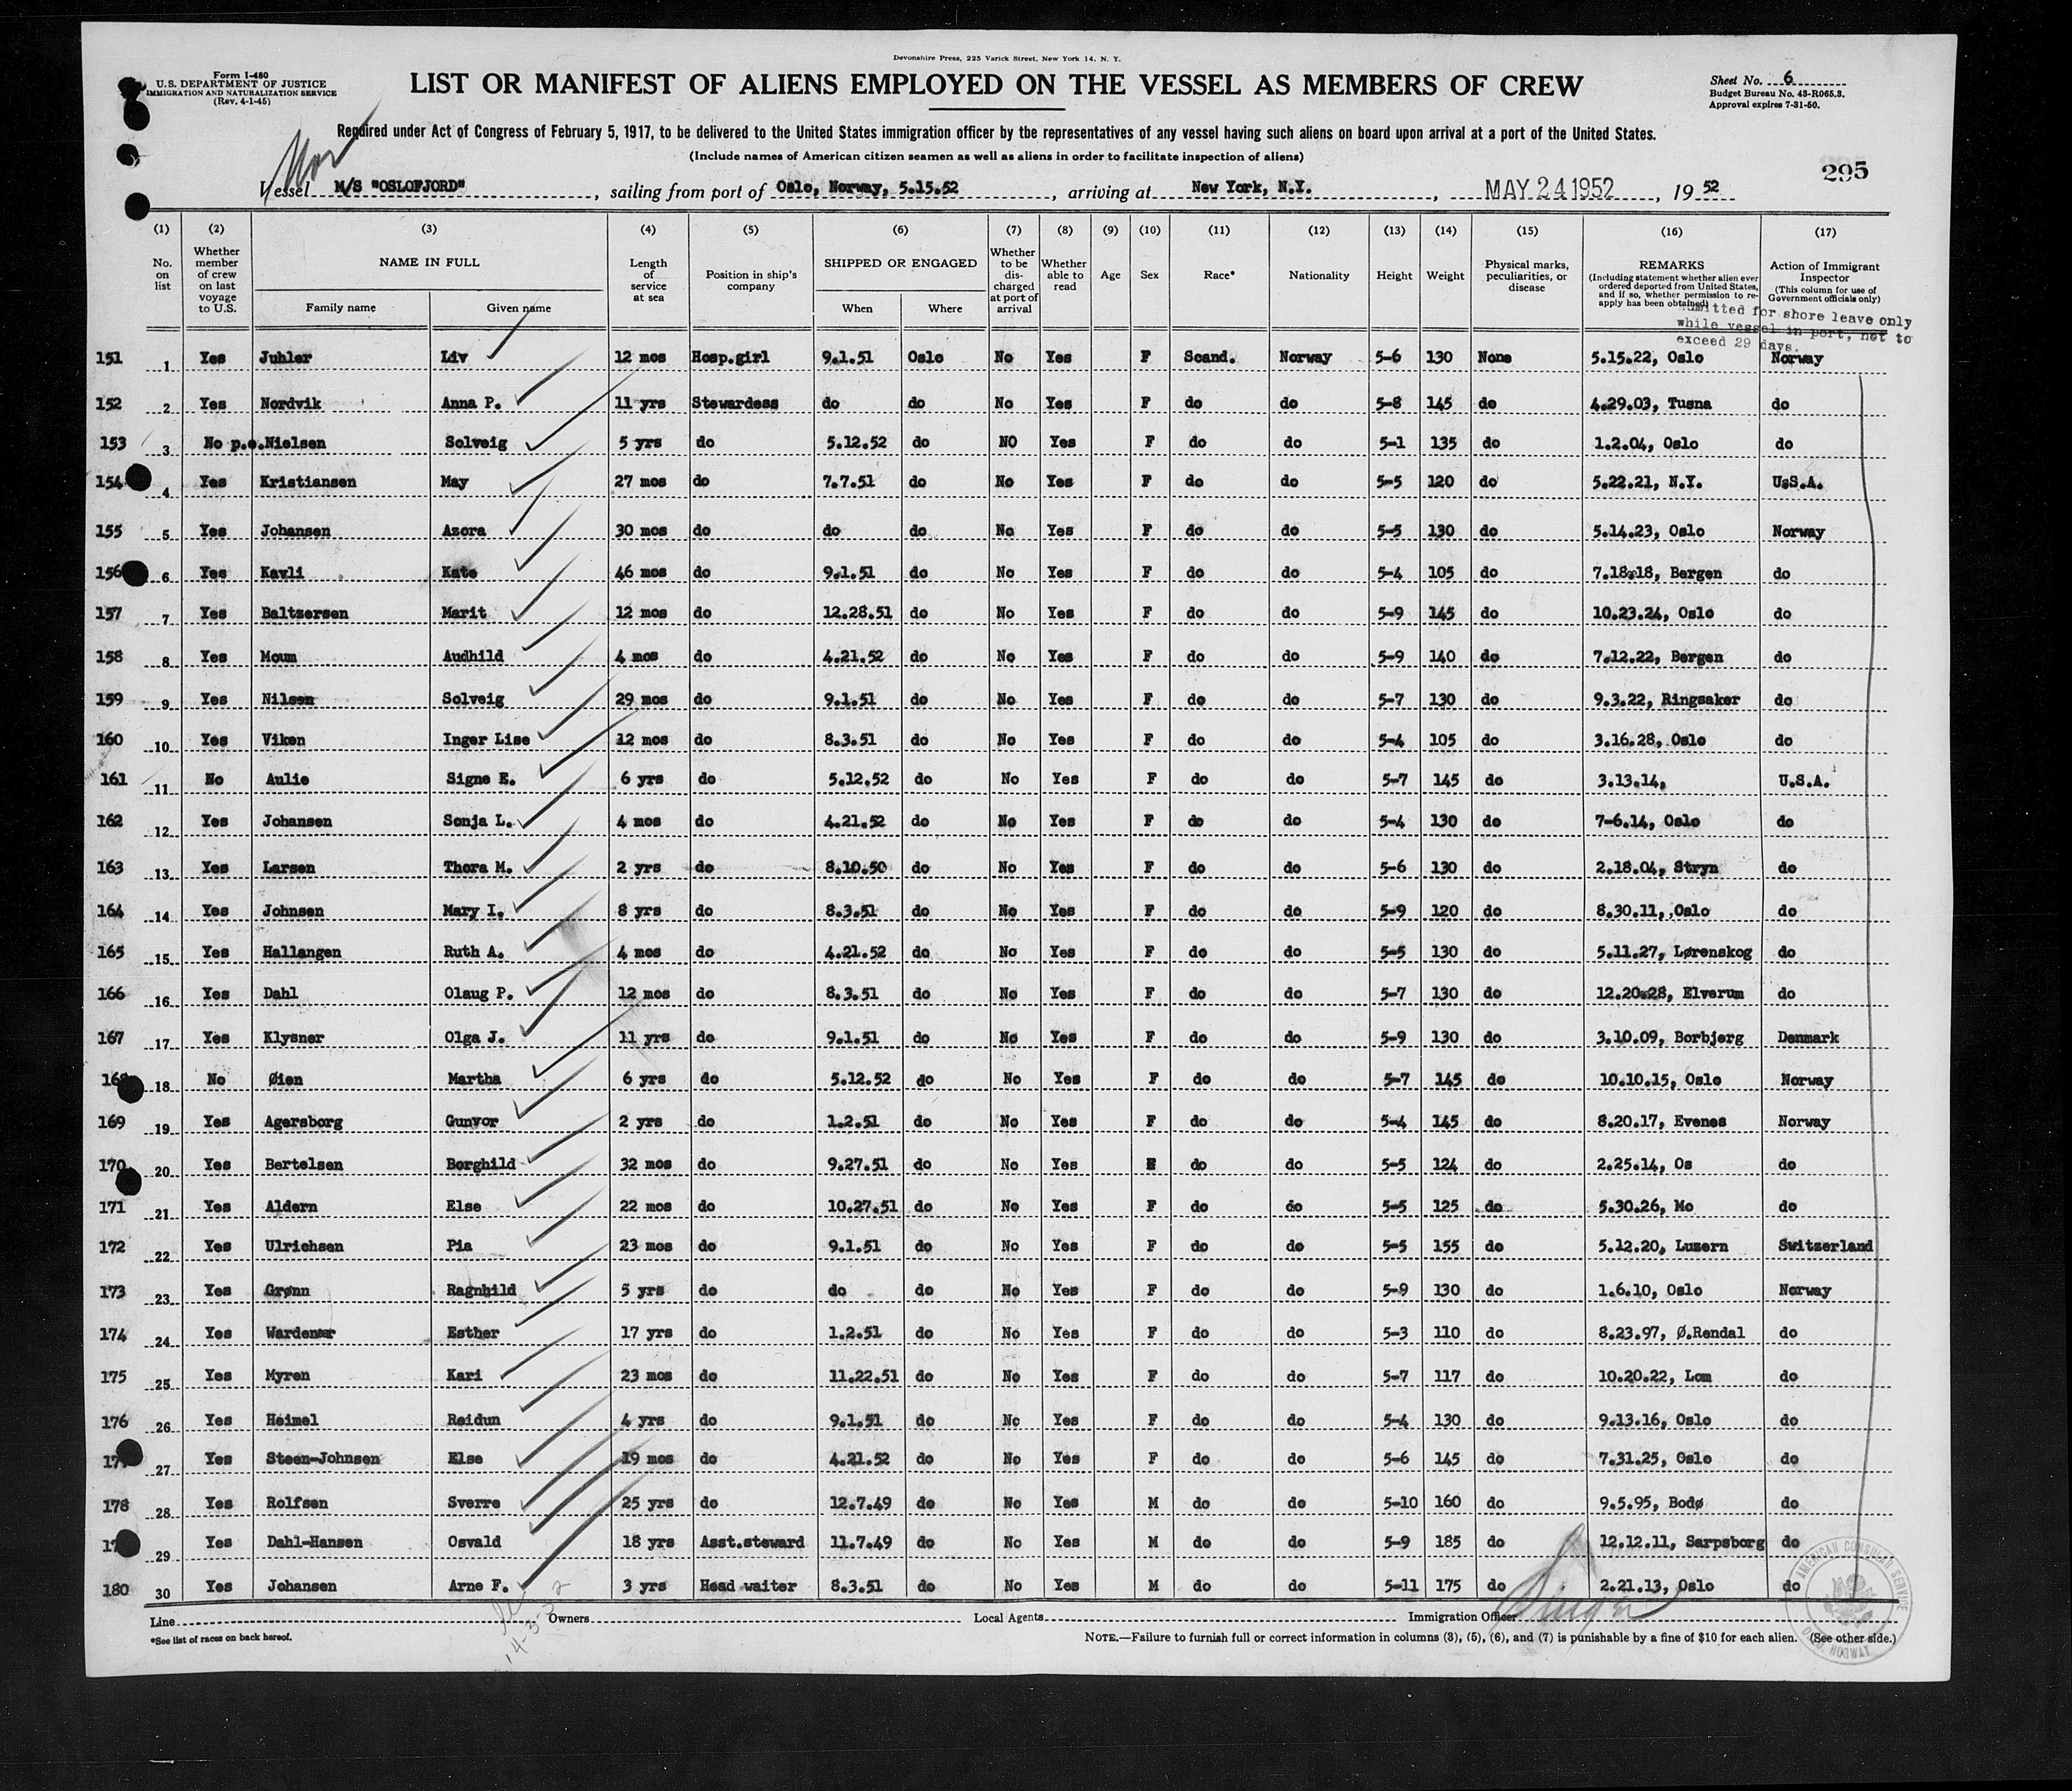 Devonshire Press, 225 Varick Street, New York 14, N. Y.
Form I-480
U.S. DEPARTMENT OF JUSTICE
IMMIGRATION AND NATURALIZATION SERVICE
(Rev. 4-1-45)
LIST OR MANIFEST OF ALIENS EMPLOYED ON THE VESSEL AS MEMBERS OF CREW
Sheet No. 6
Budget Bureau No. 43-R065.3.
Approval expires 7-31-50.
Required under Act of Congress of February 5, 1917, to be delivered to the United States immigration officer by the representatives of any vessel having such aliens on board upon arrival at a port of the United States.
(Include names of American citizen seamen as well as aliens in order to facilitate inspection of aliens)
Nor
295
Vessel M/S "OSLOFJORD", sailing from port of Oslo, Norway, 5.15.52, arriving at New York, N.Y., MAY 24 1952, 19 52
(1) (2) (3) (4) (5) (6) (7) (8) (9) (10) (11) (12) (13) (14) (15) (16) (17)
No. on list
Whether member of crew on last voyage to U.S.
NAME IN FULL
Family name
Given name
Length of service at sea
Position in ship's company
SHIPPED OR ENGAGED
When
Where
Whether to be discharged at port of arrival
Whether able to read
Age
Sex
Race*
Nationality
Height
Weight
Physical marks, peculiarities, or disease
REMARKS
(Including statement whether alien ever ordered deported from United States, and if so, whether permission to reapply has been obtained)
Action of Immigrant Inspector
(This column for use of Government officials only)
Admitted for shore leave only
while vessel in port, not to
exceed 29 days.
151 1 Yes Juhler Liv 12 mos Hosp.girl 9.1.51 Oslo No Yes F Scand. Norway 5-6 130 None 5.15.22, Oslo Norway
152 2 Yes Nordvik Anna P. 11 yrs Stewardess do do No Yes F do do 5-8 145 do 4.29.03, Tusna do
153 3 No p.e. Nielsen Solveig 5 yrs do 5.12.52 do NO Yes F do do 5-1 135 do 1.2.04, Oslo do
154 4 Yes Kristiansen May 27 mos do 7.7.51 do No Yes F do do 5-5 120 do 5.22.21, N.Y. U.S.A.
155 5 Yes Johansen Azora 30 mos do do do No Yes F do do 5-5 130 do 5.14.23, Oslo Norway
156 6 Yes Kavli Kate 46 mos do 9.1.51 do No Yes F do do 5-4 105 do 7.18.18, Bergen do
157 7 Yes Baltzersen Marit 12 mos do 12.28.51 do No Yes F do do 5-9 145 do 10.23.24, Oslo do
158 8 Yes Moum Audhild 4 mos do 4.21.52 do No Yes F do do 5-9 140 do 7.12.22, Bergen do
159 9 Yes Nilsen Solveig 29 mos do 9.1.51 do No Yes F do do 5-7 130 do 9.3.22, Ringsaker do
160 10 Yes Viken Inger Lise 12 mos do 8.3.51 do No Yes F do do 5-4 105 do 3.16.28, Oslo do
161 11 No Aulie Signe E. 6 yrs do 5.12.52 do No Yes F do do 5-7 145 do 3.13.14, U.S.A.
162 12 Yes Johansen Sonja L. 4 mos do 4.21.52 do No Yes F do do 5-4 130 do 7-6.14, Oslo do
163 13 Yes Larsen Thora M. 2 yrs do 8.10.50 do No Yes F do do 5-6 130 do 2.18.04, Stryn do
164 14 Yes Johnsen Mary I. 8 yrs do 8.3.51 do No Yes F do do 5-9 120 do 8.30.11, Oslo do
165 15 Yes Hallangen Ruth A. 4 mos do 4.21.52 do No Yes F do do 5-5 130 do 5.11.27, Lørenskog do
166 16 Yes Dahl Olaug P. 12 mos do 8.3.51 do No Yes F do do 5-7 130 do 12.20.28, Elverum do
167 17 Yes Klysner Olga J. 11 yrs do 9.1.51 do No Yes F do do 5-9 130 do 3.10.09, Borbjerg Denmark
168 18 No Øien Martha 6 yrs do 5.12.52 do No Yes F do do 5-7 145 do 10.10.15, Oslo Norway
169 19 Yes Agersborg Gunvor 2 yrs do 1.2.51 do No Yes F do do 5-4 145 do 8.20.17, Evenes Norway
170 20 Yes Bertelsen Borghild 32 mos do 9.27.51 do No Yes F do do 5-5 124 do 2.25.14, Os do
171 21 Yes Aldern Else 22 mos do 10.27.51 do No Yes F do do 5-5 125 do 5.30.26, Mo do
172 22 Yes Ulrichsen Pia 23 mos do 9.1.51 do No Yes F do do 5-5 155 do 5.12.20, Luzern Switzerland
173 23 Yes Grønn Ragnhild 5 yrs do do do No Yes F do do 5-9 130 do 1.6.10, Oslo Norway
174 24 Yes Wardenær Esther 17 yrs do 1.2.51 do No Yes F do do 5-3 110 do 8.23.97, Ø.Rendal do
175 25 Yes Myren Kari 23 mos do 11.22.51 do No Yes F do do 5-7 117 do 10.20.22, Lom do
176 26 Yes Heimel Reidun 4 yrs do 9.1.51 do No Yes F do do 5-4 130 do 9.13.16, Oslo do
177 27 Yes Steen-Johnsen Else 19 mos do 4.21.52 do No Yes F do do 5-6 145 do 7.31.25, Oslo do
178 28 Yes Rolfsen Sverre 25 yrs do 12.7.49 do No Yes M do do 5-10 160 do 9.5.95, Bodø do
179 29 Yes Dahl-Hansen Osvald 18 yrs Asst.steward 11.7.49 do No Yes M do do 5-9 185 do 12.12.11, Sarpsborg do
180 30 Yes Johansen Arne F. 3 yrs Head waiter 8.3.51 do No Yes M do do 5-11 175 do 2.21.13, Oslo do
Line Owners Local Agents Immigration Officer
*See list of races on back hereof.
NOTE.—Failure to furnish full or correct information in columns (3), (5), (6), and (7) is punishable by a fine of $10 for each alien. (See other side.)
14-3-52
AMERICAN CONSULAR SERVICE
OSLO, NORWAY